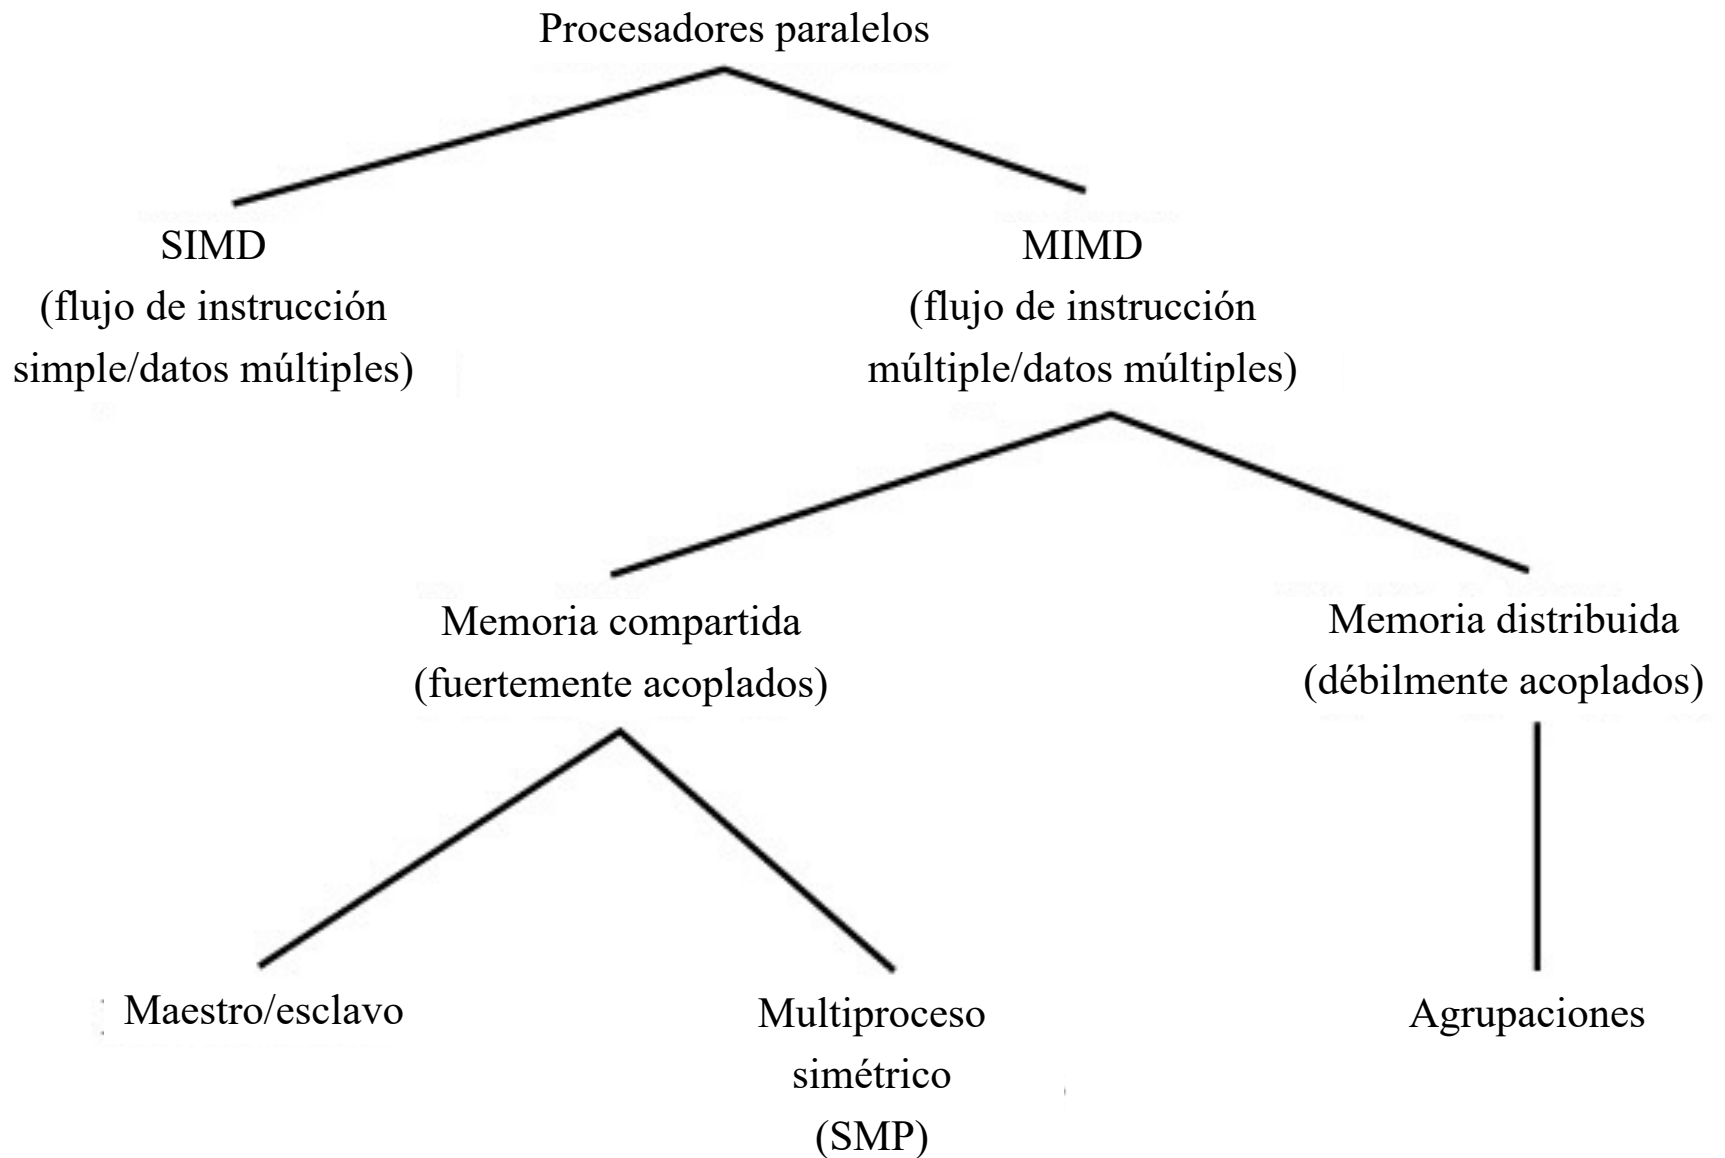 Procesadores paralelos
SIMD
(flujo de instrucción
simple/datos múltiples)
MIMD
(flujo de instrucción
múltiple/datos múltiples)
Memoria compartida
(fuertemente acoplados)
Memoria distribuida
(débilmente acoplados)
Maestro/esclavo
Multiproceso
simétrico
(SMP)
Agrupaciones